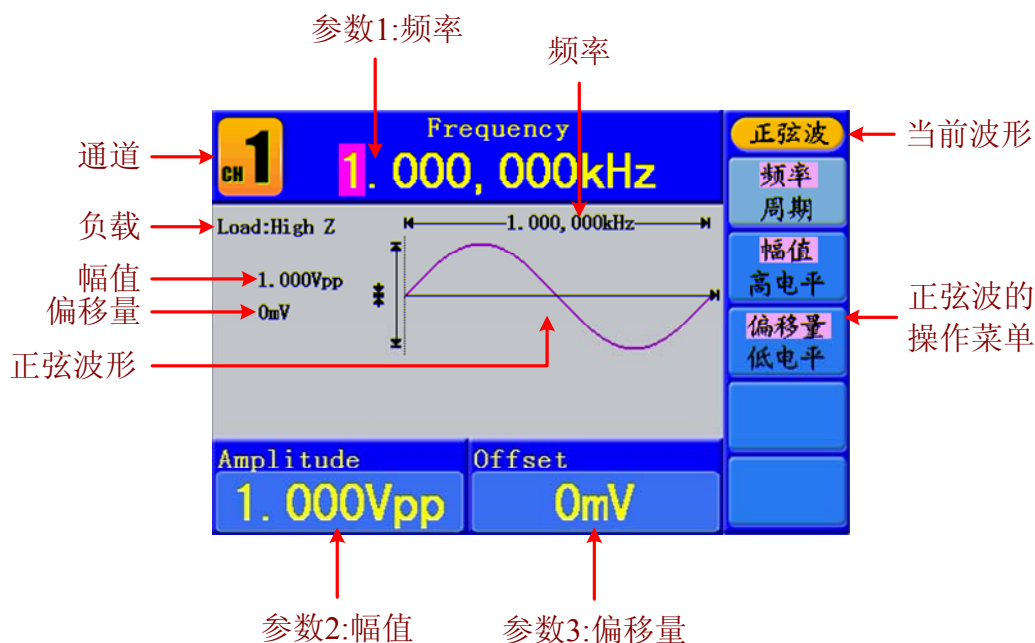 参数1:频率
频率
通道
CH 1
Frequency
1.000,000kHz
正弦波
当前波形
频率
周期
负载
Load:High Z
1.000,000kHz
幅值
1.000Vpp
偏移量
0mV
幅值
高电平
正弦波的
操作菜单
偏移量
低电平
正弦波形
Amplitude
1.000Vpp
Offset
0mV
参数2:幅值
参数3:偏移量